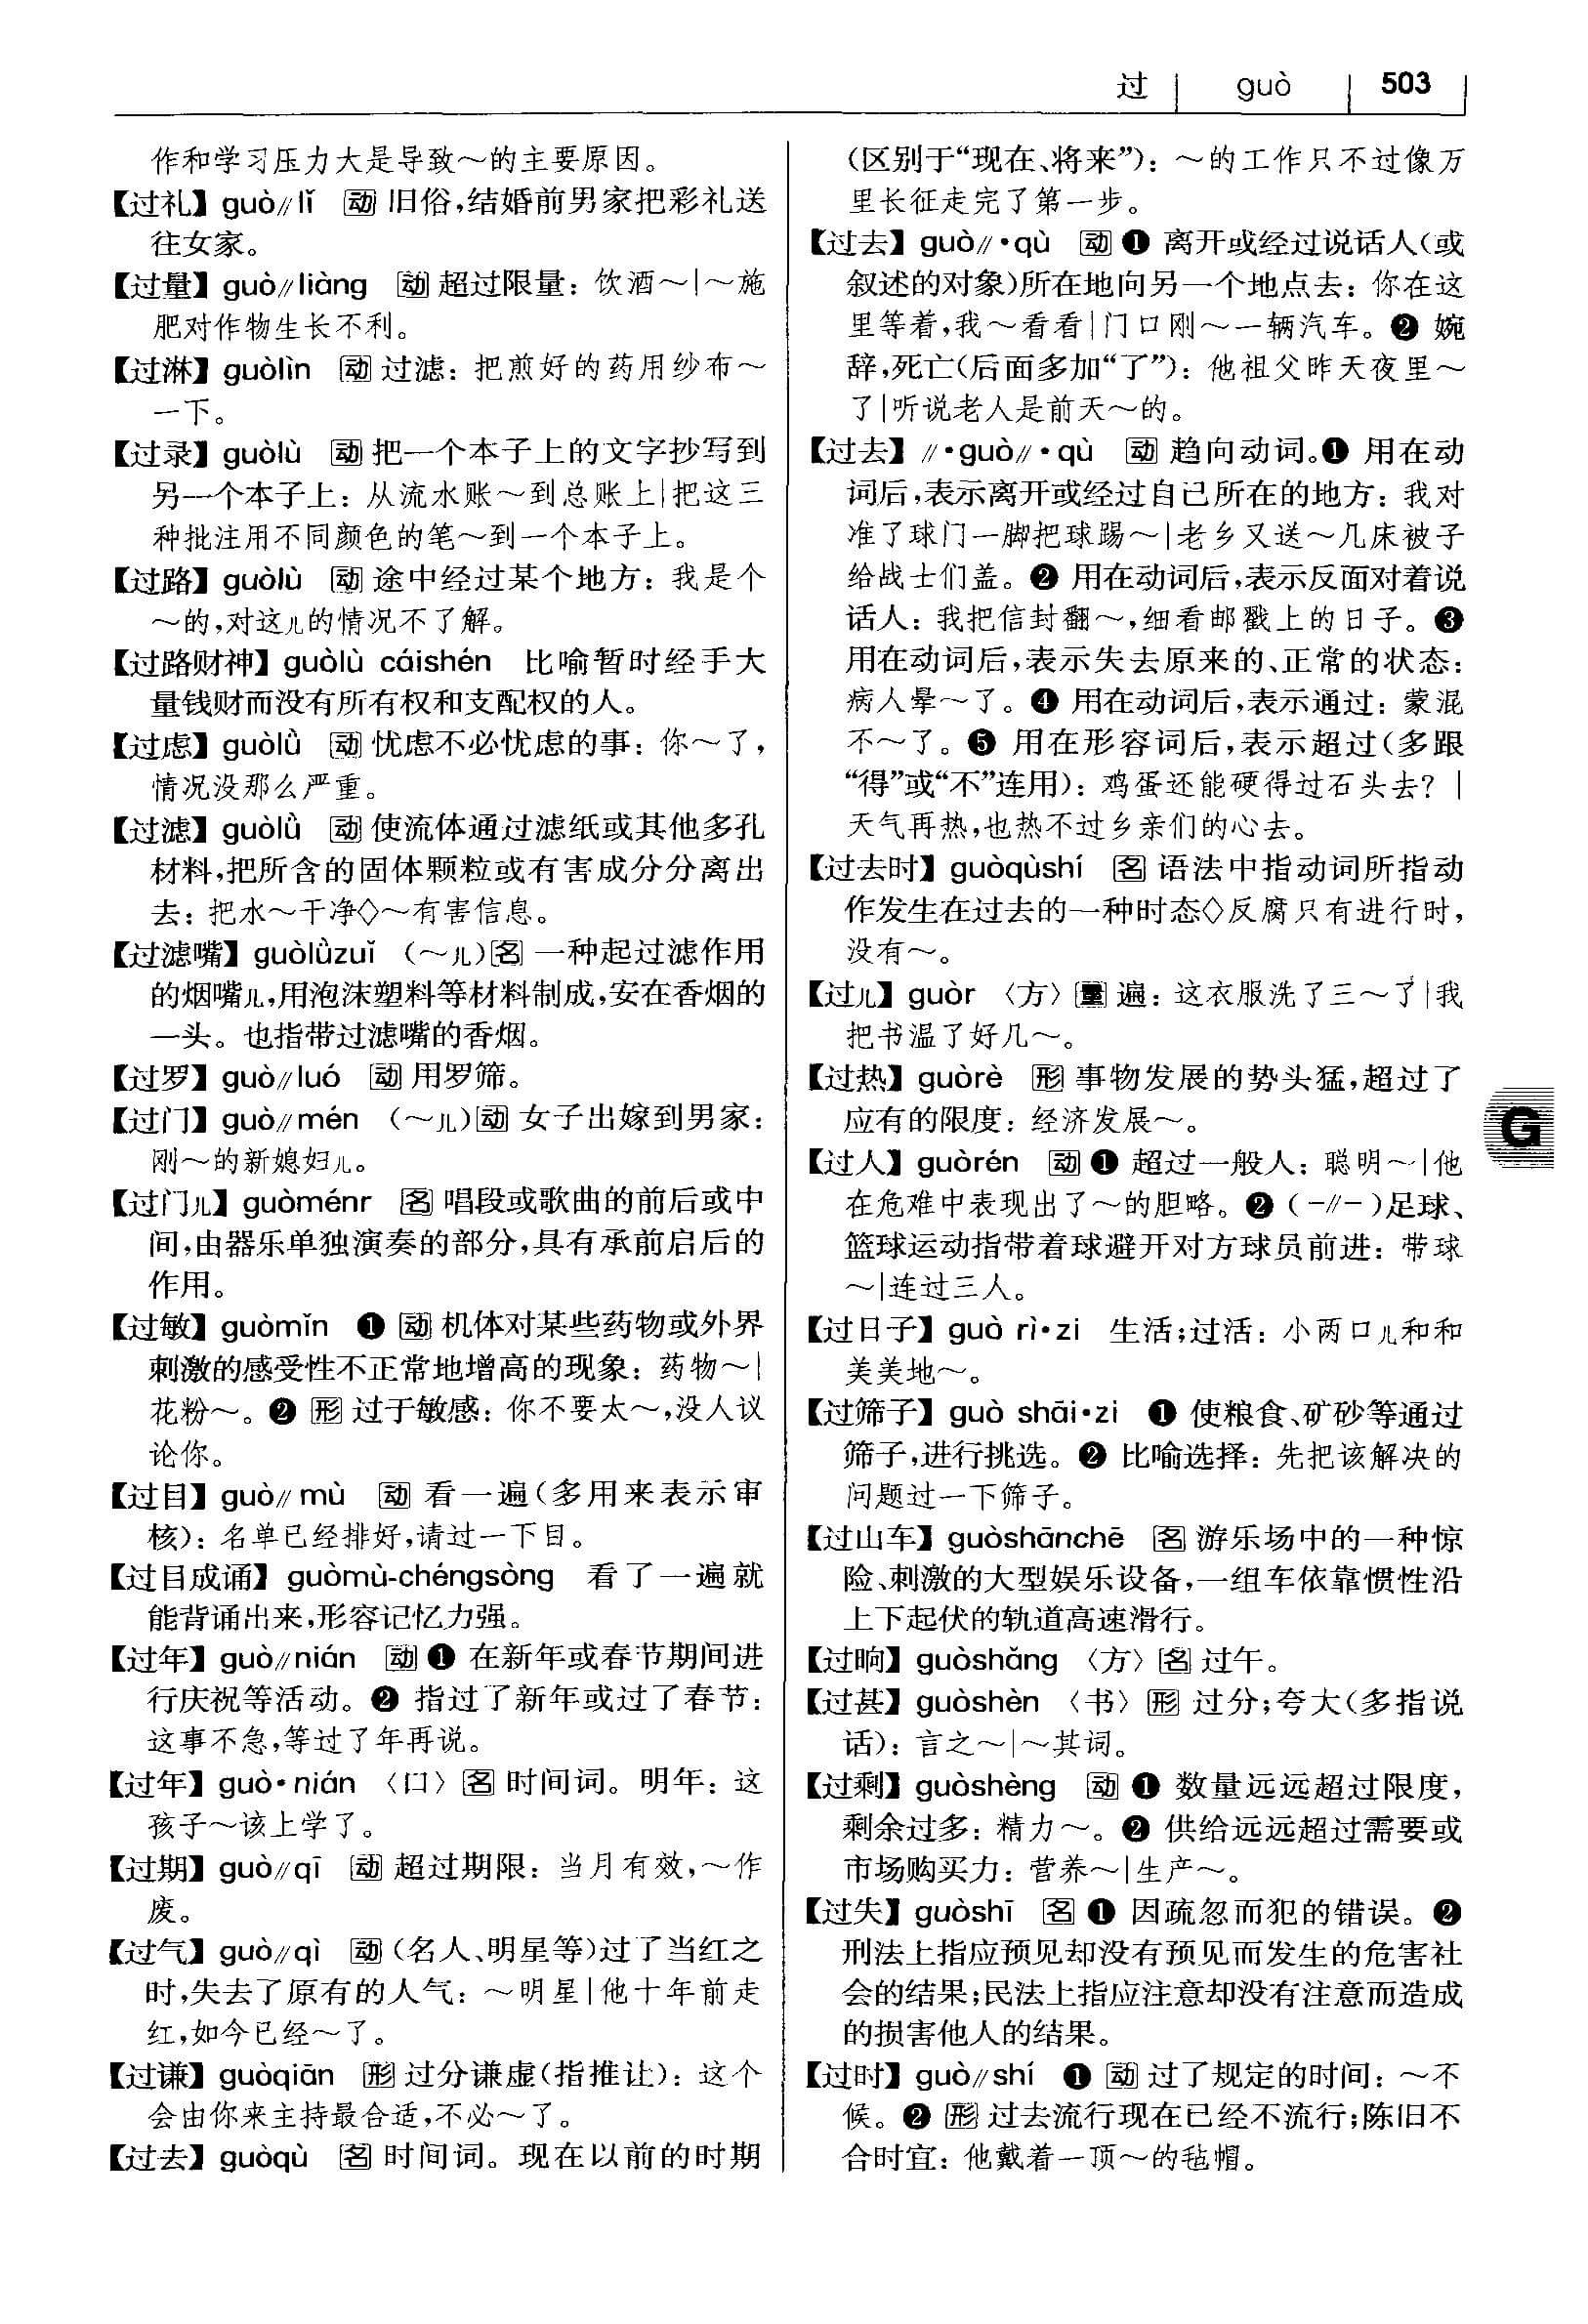 过 guò 503
作和学习压力大是导致～的主要原因。
【过礼】guò∥lǐ 动 旧俗,结婚前男家把彩礼送
往女家。
【过量】guò∥liàng 动 超过限量：饮酒～|～施
肥对作物生长不利。
【过淋】guòlìn 动 过滤：把煎好的药用纱布～
一下。
【过录】guòlù 动 把一个本子上的文字抄写到
另一个本子上：从流水账～到总账上|把这三
种批注用不同颜色的笔～到一个本子上。
【过路】guòlù 动 途中经过某个地方：我是个
～的,对这儿的情况不了解。
【过路财神】guòlù cáishén 比喻暂时经手大
量钱财而没有所有权和支配权的人。
【过虑】guòlǜ 动 忧虑不必忧虑的事：你～了,
情况没那么严重。
【过滤】guòlǜ 动 使流体通过滤纸或其他多孔
材料,把所含的固体颗粒或有害成分分离出
去：把水～干净◇～有害信息。
【过滤嘴】guòlǜzuǐ （～儿）名 一种起过滤作用
的烟嘴儿,用泡沫塑料等材料制成,安在香烟的
一头。也指带过滤嘴的香烟。
【过罗】guò∥luó 动 用罗筛。
【过门】guò∥mén （～儿）动 女子出嫁到男家：
刚～的新媳妇儿。
【过门儿】guòménr 名 唱段或歌曲的前后或中
间,由器乐单独演奏的部分,具有承前启后的
作用。
【过敏】guòmǐn ❶ 动 机体对某些药物或外界
刺激的感受性不正常地增高的现象：药物～|
花粉～。❷ 形 过于敏感：你不要太～,没人议
论你。
【过目】guò∥mù 动 看一遍（多用来表示审
核）：名单已经排好,请过一下目。
【过目成诵】guòmù-chéngsòng 看了一遍就
能背诵出来,形容记忆力强。
【过年】guò∥nián 动 ❶ 在新年或春节期间进
行庆祝等活动。❷ 指过了新年或过了春节：
这事不急,等过了年再说。
【过年】guò·nián 〈口〉名 时间词。明年：这
孩子～该上学了。
【过期】guò∥qī 动 超过期限：当月有效,～作
废。
【过气】guò∥qì 动 （名人、明星等）过了当红之
时,失去了原有的人气：～明星|他十年前走
红,如今已经～了。
【过谦】guòqiān 形 过分谦虚（指推让）：这个
会由你来主持最合适,不必～了。
【过去】guòqù 名 时间词。现在以前的时期
（区别于“现在、将来”）：～的工作只不过像万
里长征走完了第一步。
【过去】guò∥·qù 动 ❶ 离开或经过说话人（或
叙述的对象）所在地向另一个地点去：你在这
里等着,我～看看|门口刚～一辆汽车。❷ 婉
辞,死亡（后面多加“了”）：他祖父昨天夜里～
了|听说老人是前天～的。
【过去】∥·guò∥·qù 动 趋向动词。❶ 用在动
词后,表示离开或经过自己所在的地方：我对
准了球门一脚把球踢～|老乡又送～几床被子
给战士们盖。❷ 用在动词后,表示反面对着说
话人：我把信封翻～,细看邮戳上的日子。❸
用在动词后,表示失去原来的、正常的状态：
病人晕～了。❹ 用在动词后,表示通过：蒙混
不～了。❺ 用在形容词后,表示超过（多跟
“得”或“不”连用）：鸡蛋还能硬得过石头去？|
天气再热,也热不过乡亲们的心去。
【过去时】guòqùshí 名 语法中指动词所指动
作发生在过去的一种时态◇反腐只有进行时,
没有～。
【过儿】guòr 〈方〉量 遍：这衣服洗了三～了|我
把书温了好几～。
【过热】guòrè 形 事物发展的势头猛,超过了
应有的限度：经济发展～。
G
【过人】guòrén 动 ❶ 超过一般人：聪明～|他
在危难中表现出了～的胆略。❷（-∥-）足球、
篮球运动指带着球避开对方球员前进：带球
～|连过三人。
【过日子】guò rì·zi 生活;过活：小两口儿和和
美美地～。
【过筛子】guò shāi·zi ❶ 使粮食、矿砂等通过
筛子,进行挑选。❷ 比喻选择：先把该解决的
问题过一下筛子。
【过山车】guòshānchē 名 游乐场中的一种惊
险、刺激的大型娱乐设备,一组车依靠惯性沿
上下起伏的轨道高速滑行。
【过晌】guòshǎng 〈方〉名 过午。
【过甚】guòshèn 〈书〉形 过分;夸大（多指说
话）：言之～|～其词。
【过剩】guòshèng 动 ❶ 数量远远超过限度,
剩余过多：精力～。❷ 供给远远超过需要或
市场购买力：营养～|生产～。
【过失】guòshī 名 ❶ 因疏忽而犯的错误。❷
刑法上指应预见却没有预见而发生的危害社
会的结果;民法上指应注意却没有注意而造成
的损害他人的结果。
【过时】guò∥shí ❶ 动 过了规定的时间：～不
候。❷ 形 过去流行现在已经不流行;陈旧不
合时宜：他戴着一顶～的毡帽。